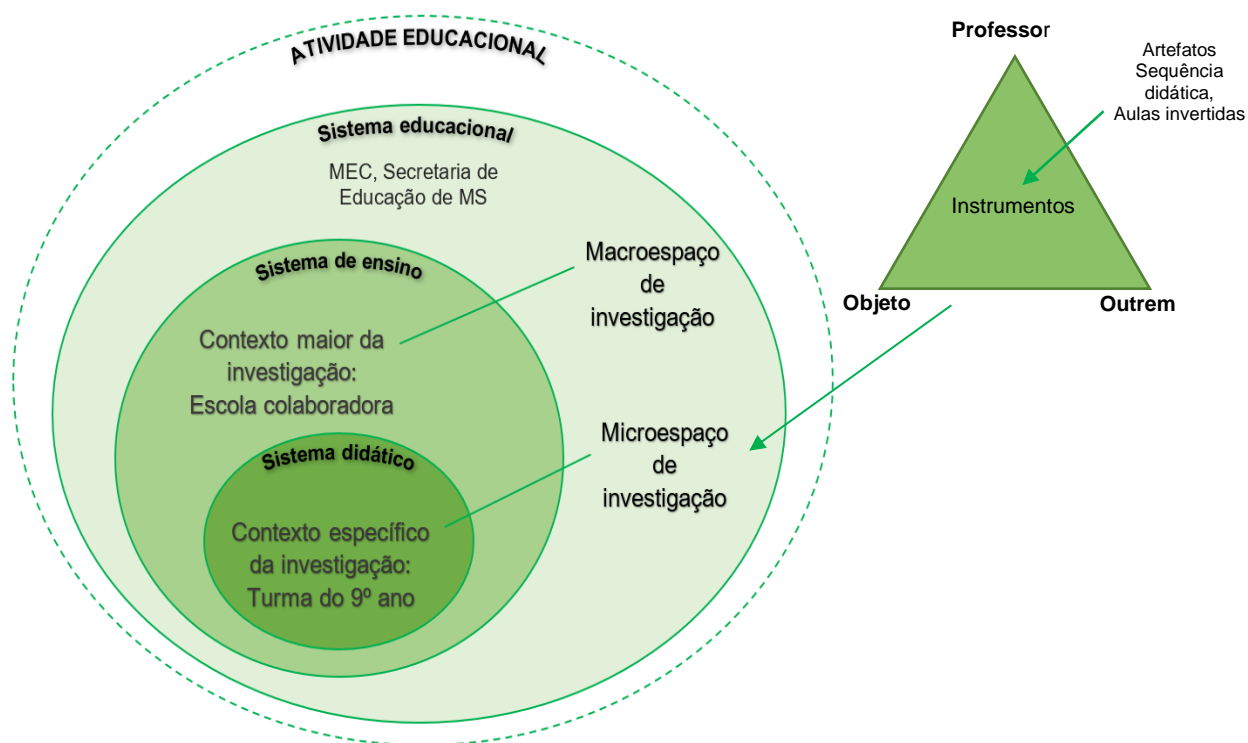 ATIVIDADE EDUCACIONAL
Sistema educacional
MEC, Secretaria de
Educação de MS
Sistema de ensino
Contexto maior da
investigação:
Escola colaboradora
Sistema didático
Contexto específico
da investigação:
Turma do 9º ano
Macroespaço
de
investigação
Microespaço
de
investigação
Professor
Artefatos
Sequência
didática,
Aulas invertidas
Instrumentos
Objeto
Outrem